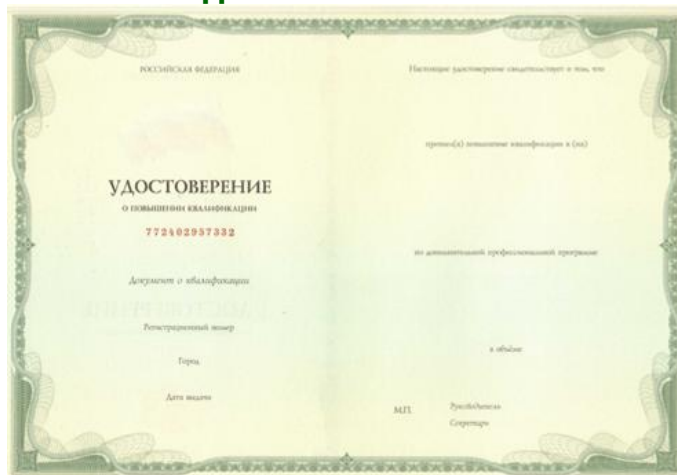 РОССИЙСКАЯ ФЕДЕРАЦИЯ
УДОСТОВЕРЕНИЕ
О ПОВЫШЕНИИ КВАЛИФИКАЦИИ
772402957332
Документ о квалификации
Регистрационный номер
Город
Дата выдачи
Настоящее удостоверение свидетельствует о том, что
прошел(а) повышение квалификации в (на)
по дополнительной профессиональной программе
в объёме
М.П.
Руководитель
Секретарь